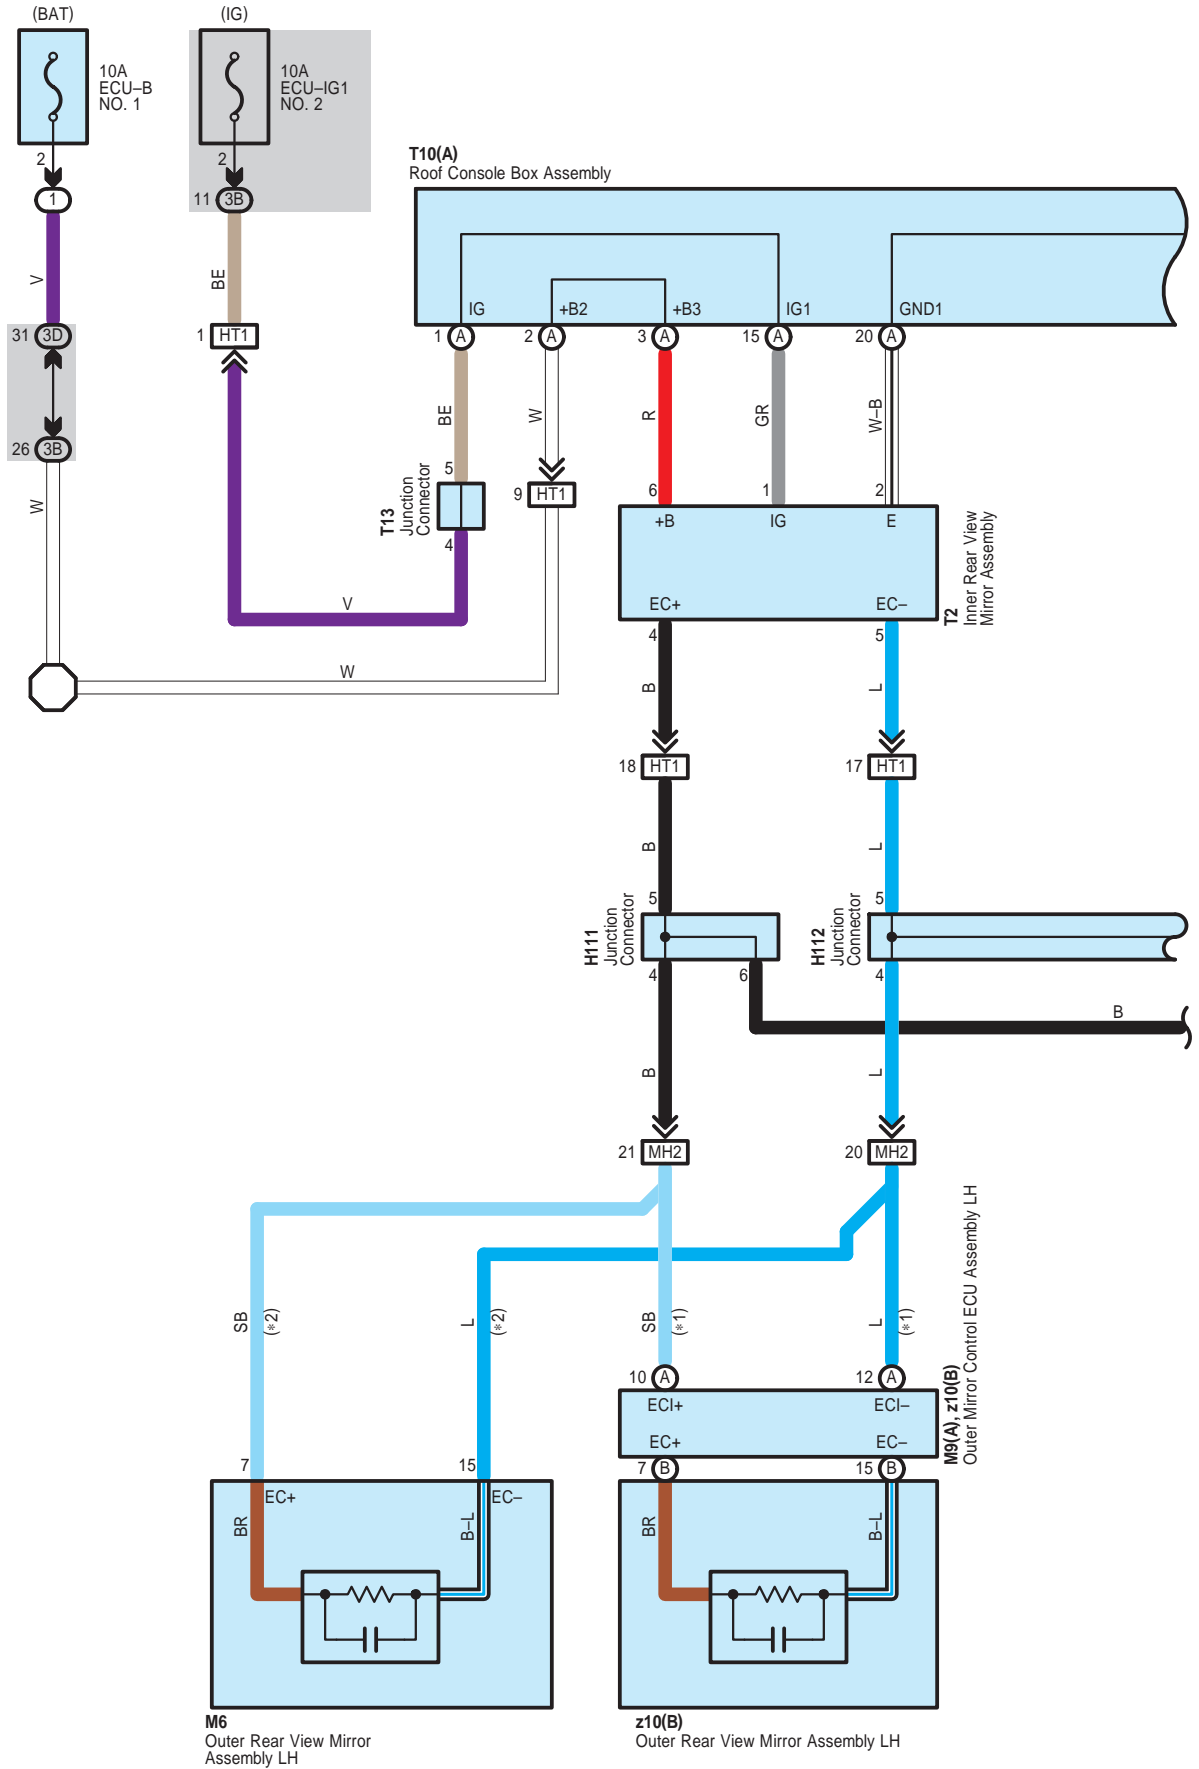 (BAT)
(IG)
10A
ECU–B
NO. 1
10A
ECU–IG1
NO. 2
2
2
1
11
3B
T10(A)
Roof Console Box Assembly
V
BE
IG
+B2
+B3
IG1
GND1
31
3D
1
HT1
1
A
2
A
3
A
15
A
20
A
BE
W
R
GR
W–B
26
3B
W
5
9
HT1
T13
Junction
Connector
4
6
1
2
+B
IG
E
EC+
EC–
T2
Inner Rear View
Mirror Assembly
V
W
4
5
B
L
18
HT1
17
HT1
B
L
5
5
H111
Junction
Connector
H112
Junction
Connector
4
6
4
B
B
L
21
MH2
20
MH2
SB
(*2)
L
(*2)
SB
(*1)
L
(*1)
10
A
12
A
ECI+
ECI–
EC+
EC–
M9(A), z10(B)
Outer Mirror Control ECU Assembly LH
7
15
7
B
15
B
EC+
EC–
BR
B–L
BR
B–L
M6
Outer Rear View Mirror
Assembly LH
z10(B)
Outer Rear View Mirror Assembly LH